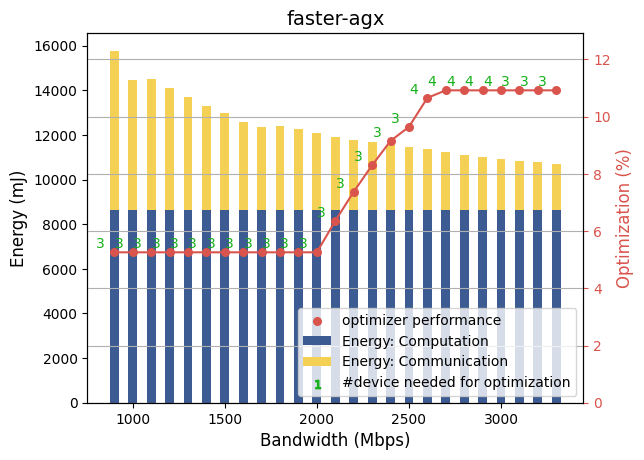 faster-agx
16000
14000
12000
10000
8000
6000
4000
2000
0
Energy (mJ)
12
10
8
6
4
2
0
Optimization (%)
4 4 4 4 3 3 3
4
3
3
3
3
3
3 3 3 3 3 3 3 3 3 3 3 3
optimizer performance
Energy: Computation
Energy: Communication
1 #device needed for optimization
1000 1500 2000 2500 3000
Bandwidth (Mbps)